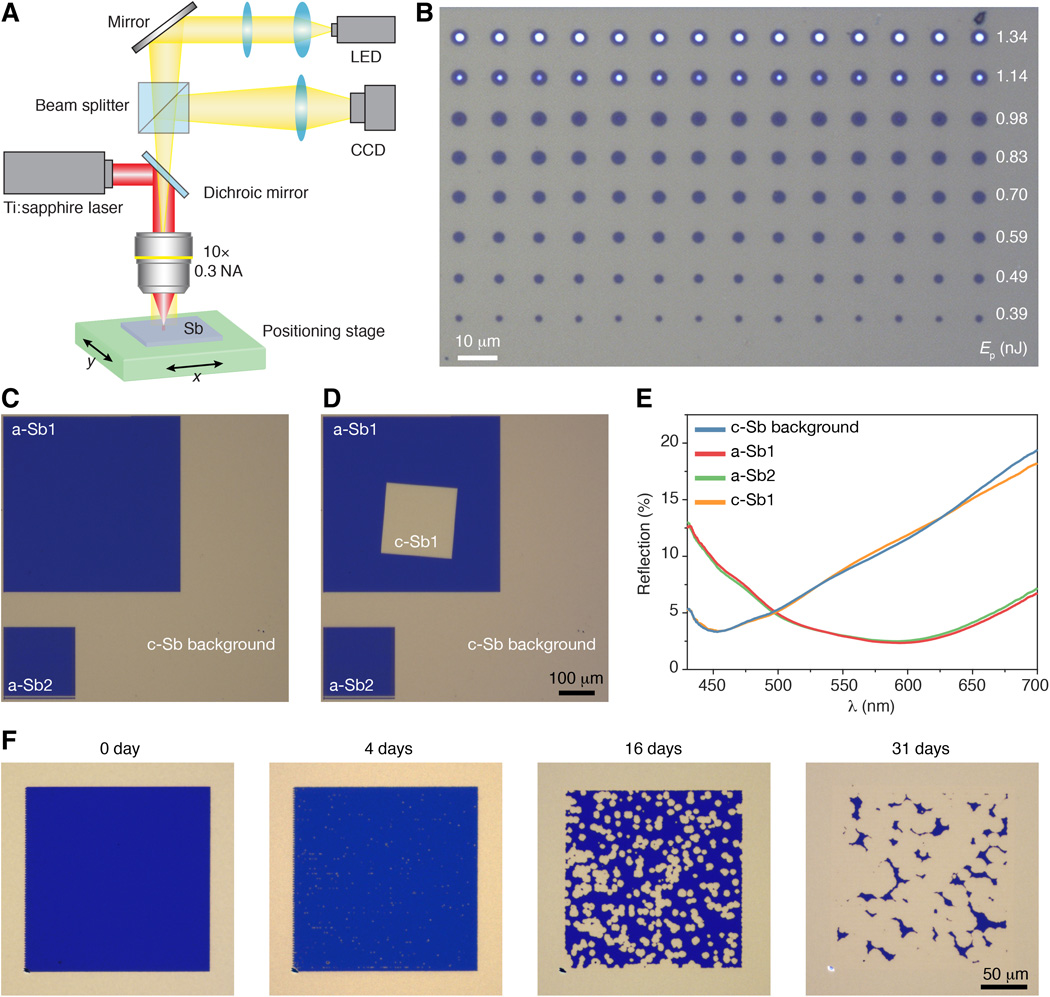 A
Mirror
LED
Beam splitter
CCD
Ti:sapphire laser
Dichroic mirror
10×
0.3 NA
Sb
Positioning stage
y
x
B
1.34
1.14
0.98
0.83
0.70
0.59
0.49
0.39
10 μm
Ep (nJ)
C
a-Sb1
c-Sb background
a-Sb2
D
a-Sb1
c-Sb1
c-Sb background
a-Sb2
100 μm
E
c-Sb background
a-Sb1
a-Sb2
c-Sb1
Reflection (%)
20
15
10
5
0
450 500 550 600 650 700
λ (nm)
F
0 day
4 days
16 days
31 days
50 μm